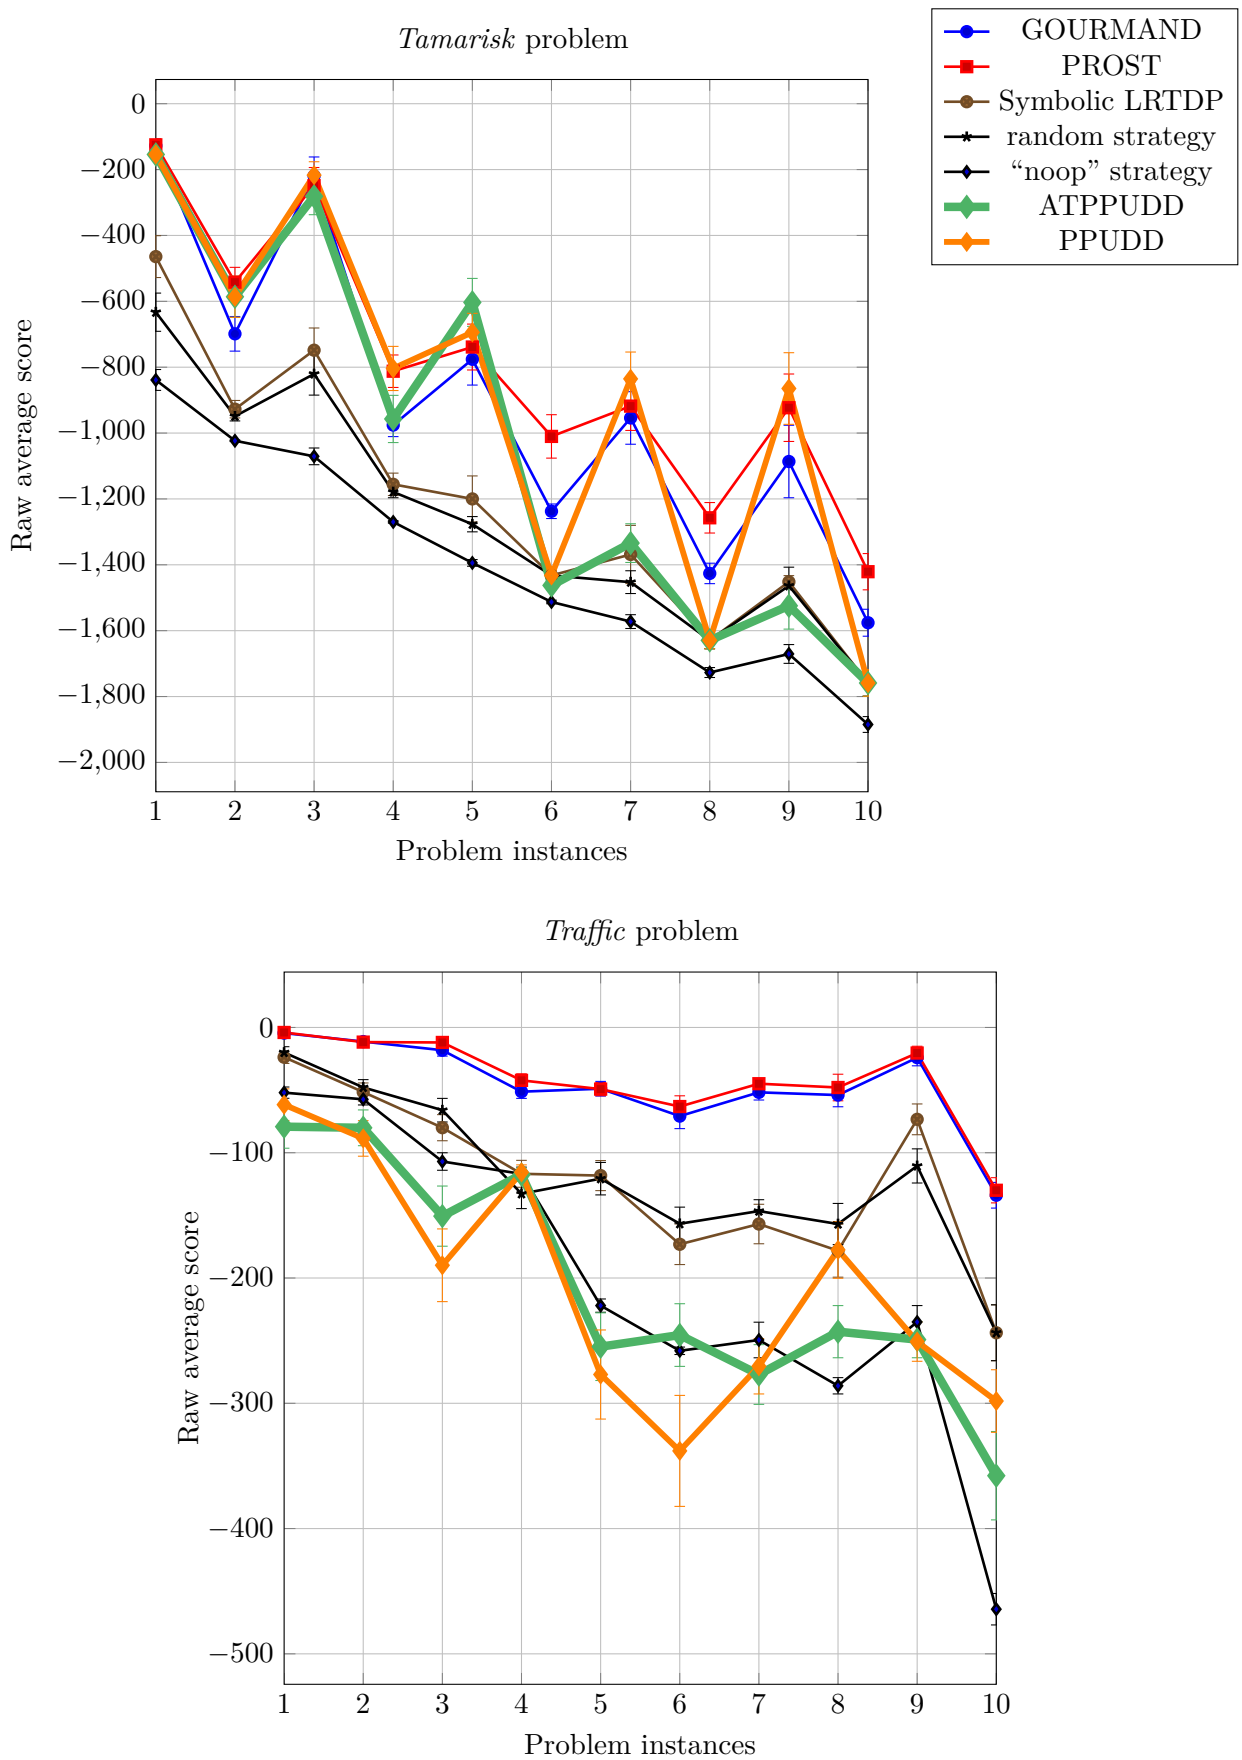 Tamarisk problem
GOURMAND
PROST
Symbolic LRTDP
random strategy
“noop” strategy
ATPPUDD
PPUDD
0
−200
−400
−600
−800
−1,000
−1,200
−1,400
−1,600
−1,800
−2,000
Raw average score
1 2 3 4 5 6 7 8 9 10
Problem instances
Traffic problem
0
−100
−200
−300
−400
−500
Raw average score
1 2 3 4 5 6 7 8 9 10
Problem instances